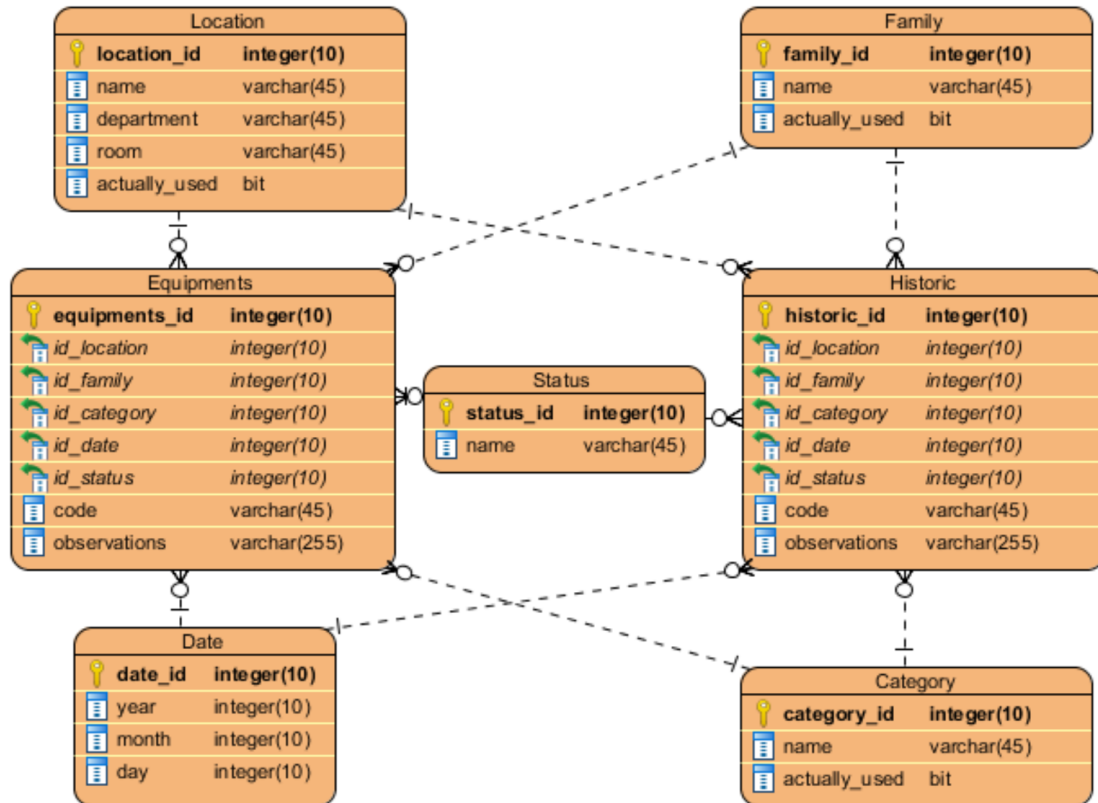 Location
location_id integer(10)
name varchar(45)
department varchar(45)
room varchar(45)
actually_used bit
Family
family_id integer(10)
name varchar(45)
actually_used bit
Equipments
equipments_id integer(10)
id_location integer(10)
id_family integer(10)
id_category integer(10)
id_date integer(10)
id_status integer(10)
code varchar(45)
observations varchar(255)
Status
status_id integer(10)
name varchar(45)
Historic
historic_id integer(10)
id_location integer(10)
id_family integer(10)
id_category integer(10)
id_date integer(10)
id_status integer(10)
code varchar(45)
observations varchar(255)
Date
date_id integer(10)
year integer(10)
month integer(10)
day integer(10)
Category
category_id integer(10)
name varchar(45)
actually_used bit